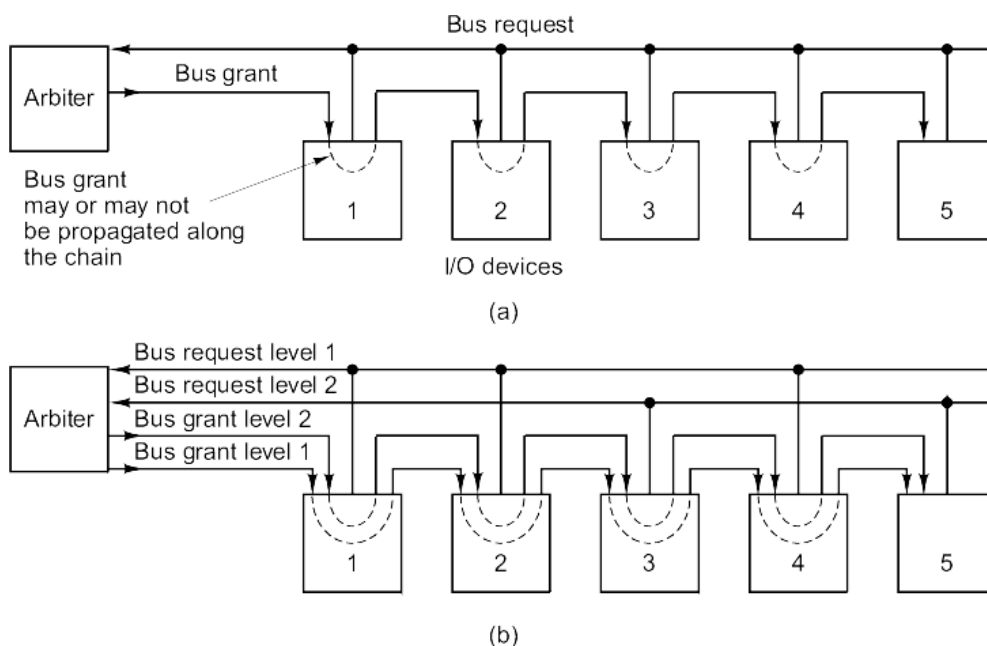 Bus request
Arbiter
Bus grant
Bus grant
may or may not
be propagated along
the chain
1
2
3
4
5
I/O devices
(a)
Bus request level 1
Bus request level 2
Arbiter
Bus grant level 2
Bus grant level 1
1
2
3
4
5
(b)